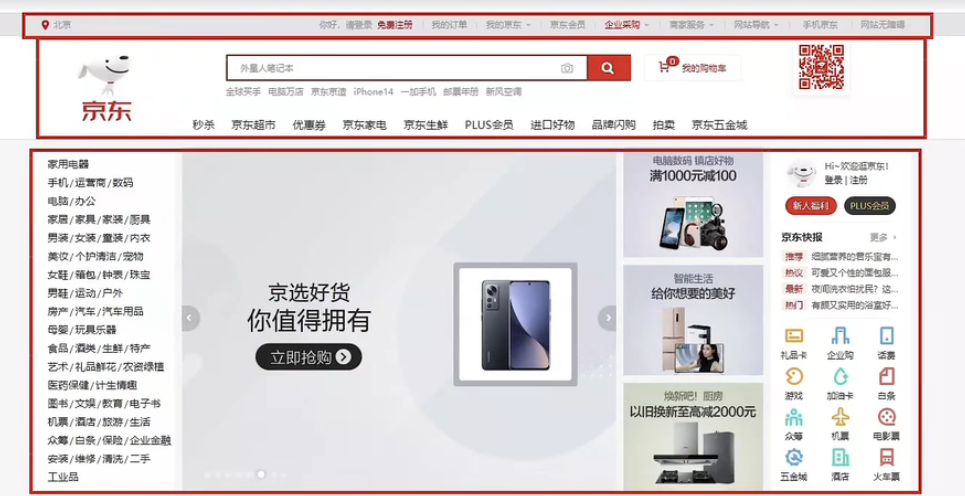 北京
你好，请登录 免费注册 我的订单 我的京东 京东会员 企业采购 商家服务 网站导航 手机京东 网站无障碍
外星人笔记本
0 我的购物车
全球买手 电脑万店 京东京造 iPhone14 一加手机 邮票年册 新风空调
京东
秒杀 京东超市 优惠券 京东家电 京东生鲜 PLUS会员 进口好物 品牌闪购 拍卖 京东五金城
家用电器
手机/运营商/数码
电脑/办公
家居/家具/家装/厨具
男装/女装/童装/内衣
美妆/个护清洁/宠物
女鞋/箱包/钟表/珠宝
男鞋/运动/户外
房产/汽车/汽车用品
母婴/玩具乐器
食品/酒类/生鲜/特产
艺术/礼品鲜花/农资绿植
医药保健/计生情趣
图书/文娱/教育/电子书
机票/酒店/旅游/生活
众筹/白条/保险/企业金融
安装/维修/清洗/二手
工业品
京选好货
你值得拥有
立即抢购
电脑数码 镇店好物
满1000元减100
智能生活
给你想要的美好
焕新吧！厨房
以旧换新至高减2000元
Hi~欢迎逛京东!
登录 | 注册
新人福利 PLUS会员
京东快报 更多
推荐 细腻营养的君乐宝有...
热议 可爱又个性的面包服...
最新 夜间洗衣怕扰民？这...
热门 有颜又实用的浴室好...
礼品卡 企业购 话费
游戏 加油卡 白条
众筹 机票 电影票
五金城 酒店 火车票